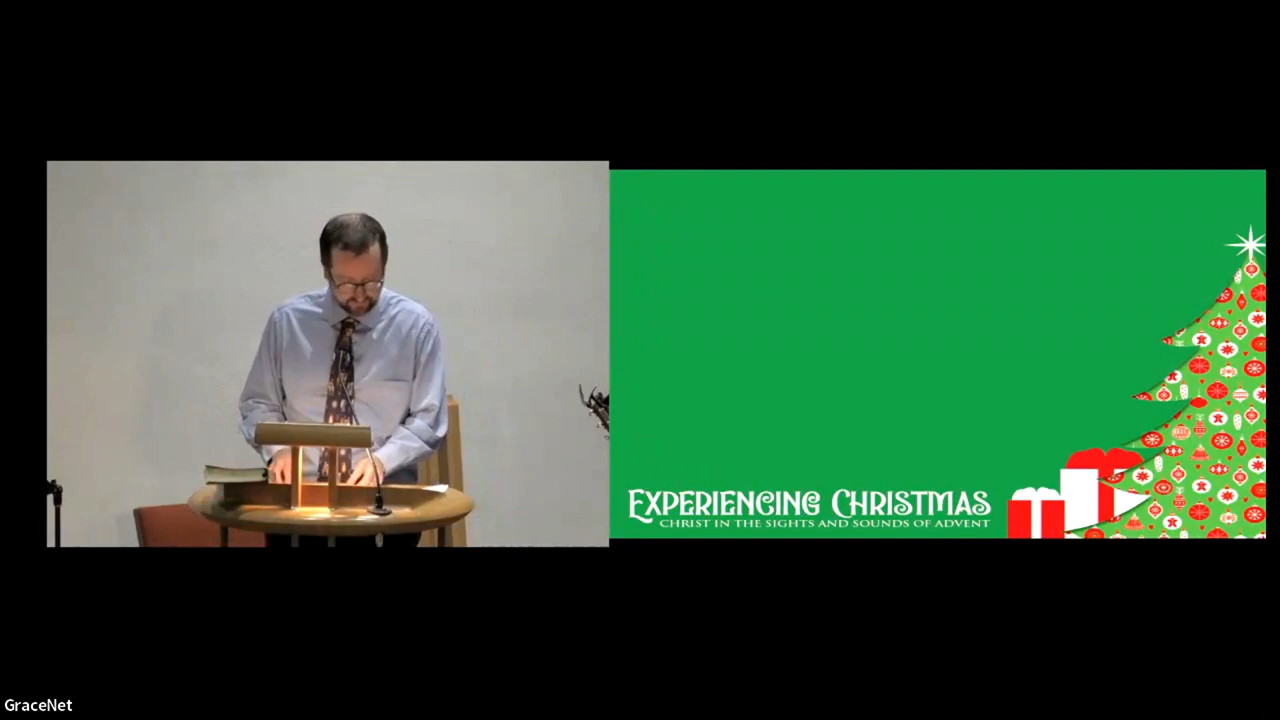 EXPERIENCING CHRISTMAS
CHRIST IN THE SIGHTS AND SOUNDS OF ADVENT
GraceNet